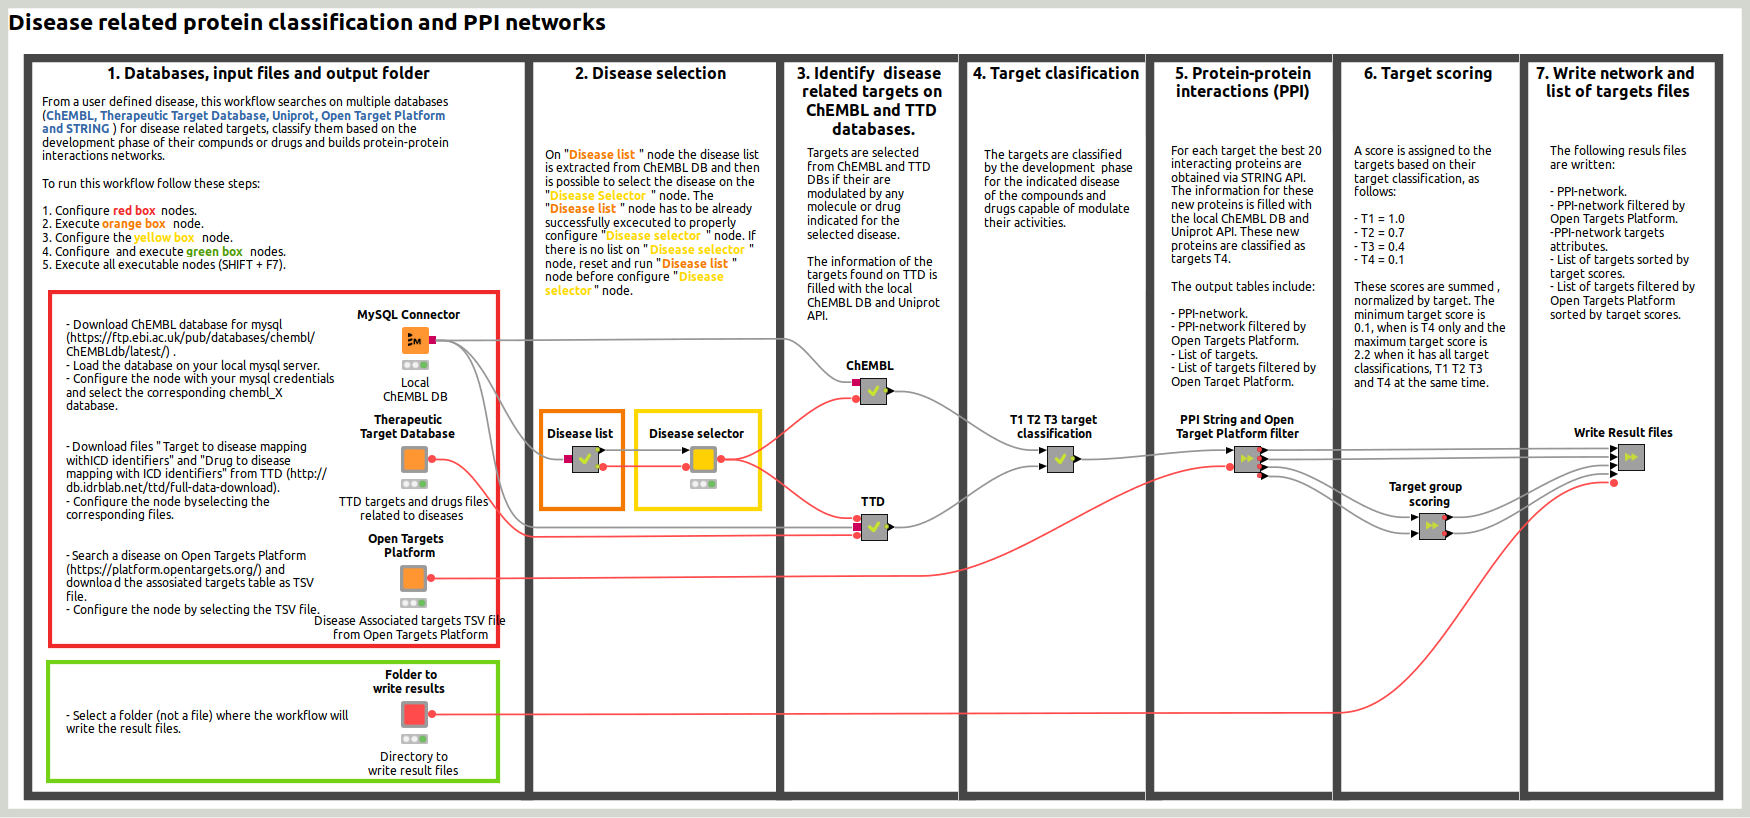 Disease related protein classification and PPI networks
1. Databases, input files and output folder
From a user defined disease, this workflow searches on multiple databases
(ChEMBL, Therapeutic Target Database, Uniprot, Open Target Platform
and STRING ) for disease related targets, classify them based on the
development phase of their compunds or drugs and builds protein-protein
interactions networks.
To run this workflow follow these steps:
1. Configure red box nodes.
2. Execute orange box node.
3. Configure the yellow box node.
4. Configure and execute green box nodes.
5. Execute all executable nodes (SHIFT + F7).
- Download ChEMBL database for mysql
(https://ftp.ebi.ac.uk/pub/databases/chembl/
ChEMBLdb/latest/) .
- Load the database on your local mysql server.
- Configure the node with your mysql credentials
and select the corresponding chembl_X
database.
MySQL Connector
Local
ChEMBL DB
- Download files "Target to disease mapping
withICD identifiers" and "Drug to disease
mapping with ICD identifiers" from TTD (http://
db.idrblab.net/ttd/full-data-download).
- Configure the node byselecting the
corresponding files.
Therapeutic
Target Database
TTD targets and drugs files
related to diseases
- Search a disease on Open Targets Platform
(https://platform.opentargets.org/) and
download the assosiated targets table as TSV
file.
- Configure the node by selecting the TSV file.
Open Targets
Platform
Disease Associated targets TSV file
from Open Targets Platform
- Select a folder (not a file) where the workflow will
write the result files.
Folder to
write results
Directory to
write result files
2. Disease selection
On "Disease list " node the disease list
is extracted from ChEMBL DB and then
is possible to select the disease on the
"Disease Selector " node. The
"Disease list " node has to be already
successfully excecuted to properly
configure "Disease selector " node. If
there is no list on "Disease selector "
node, reset and run "Disease list "
node before configure "Disease
selector " node.
Disease list
Disease selector
3. Identify disease
related targets on
ChEMBL and TTD
databases.
Targets are selected
from ChEMBL and TTD
DBs if their are
modulated by any
molecule or drug
indicated for the
selected disease.
The information of the
targets found on TTD is
filled with the local
ChEMBL DB and Uniprot
API.
ChEMBL
TTD
4. Target clasification
The targets are classified
by the development phase
for the indicated disease
of the compounds and
drugs capable of modulate
their activities.
T1 T2 T3 target
classification
5. Protein-protein
interactions (PPI)
For each target the best 20
interacting proteins are
obtained via STRING API.
The information for these
new proteins is filled with
the local ChEMBL DB and
Uniprot API. These new
proteins are classified as
targets T4.
The output tables include:
- PPI-network.
- PPI-network filtered by
Open Targets Platform.
- List of targets.
- List of targets filtered by
Open Target Platform.
PPI String and Open
Target Platform filter
6. Target scoring
A score is assigned to the
targets based on their
target classification, as
follows:
- T1 = 1.0
- T2 = 0.7
- T3 = 0.4
- T4 = 0.1
These scores are summed ,
normalized by target. The
minimum target score is
0.1, when is T4 only and the
maximum target score is
2.2 when it has all target
classifications, T1 T2 T3
and T4 at the same time.
Target group
scoring
7. Write network and
list of targets files
The following resuls files
are written:
- PPI-network.
- PPI-network filtered by
Open Targets Platform.
-PPI-network targets
attributes.
- List of targets sorted by
target scores.
- List of targets filtered by
Open Targets Platform
sorted by target scores.
Write Result files